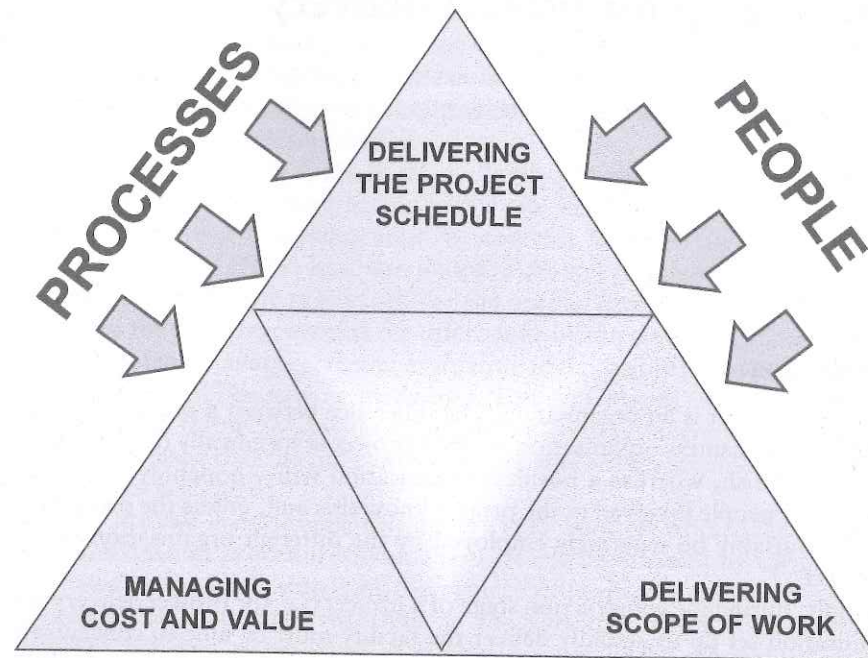 PROCESSES
PEOPLE
DELIVERING
THE PROJECT
SCHEDULE
MANAGING
COST AND VALUE
DELIVERING
SCOPE OF WORK